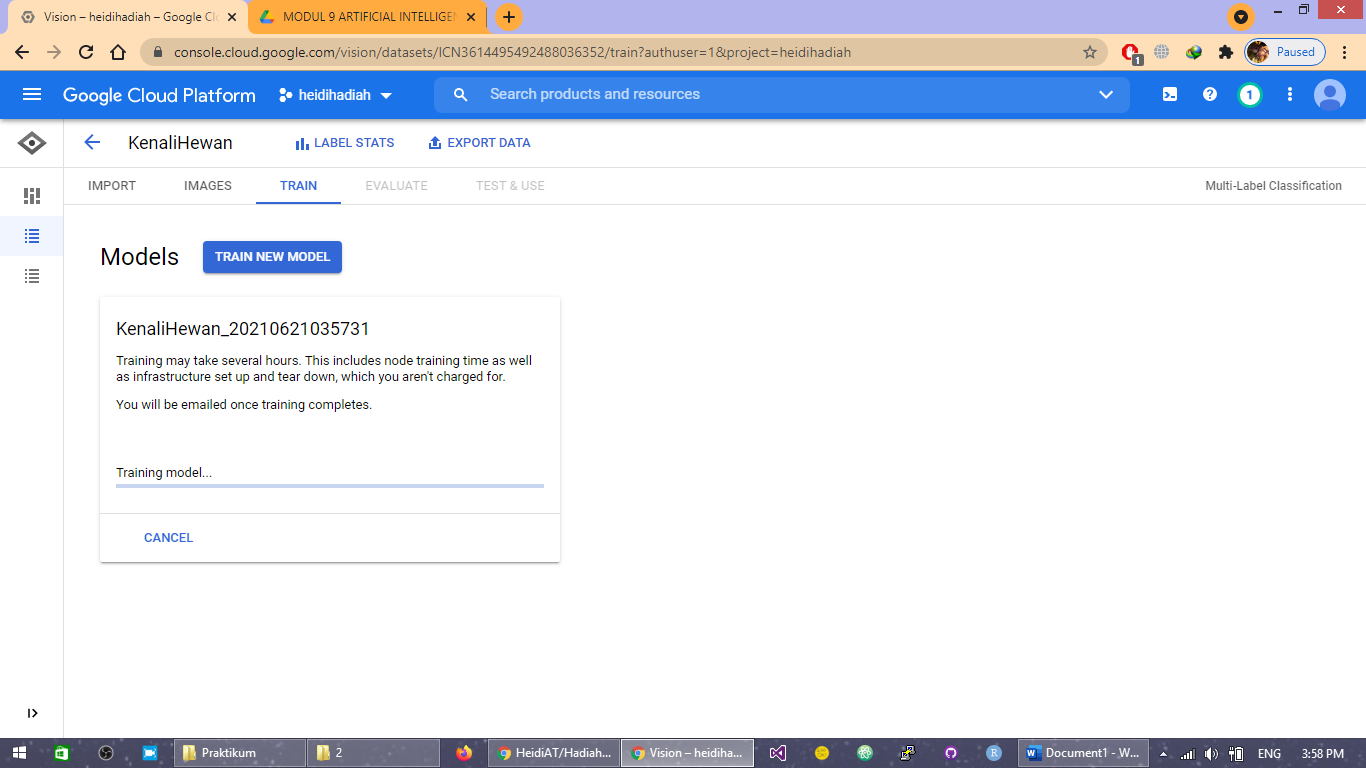 Vision – heidihadiah – Google Cl
MODUL 9 ARTIFICIAL INTELLIGEN
console.cloud.google.com/vision/datasets/ICN3614495492488036352/train?authuser=1&project=heidihadiah
1
Paused
Google Cloud Platform
heidihadiah
Search products and resources
1
KenaliHewan
LABEL STATS
EXPORT DATA
IMPORT
IMAGES
TRAIN
EVALUATE
TEST & USE
Multi-Label Classification
Models
TRAIN NEW MODEL
KenaliHewan_20210621035731
Training may take several hours. This includes node training time as well
as infrastructure set up and tear down, which you aren't charged for.
You will be emailed once training completes.
Training model...
CANCEL
Praktikum
2
HeidiAT/Hadiah...
Vision – heidiha...
R
Document1 - W...
ENG
3:58 PM